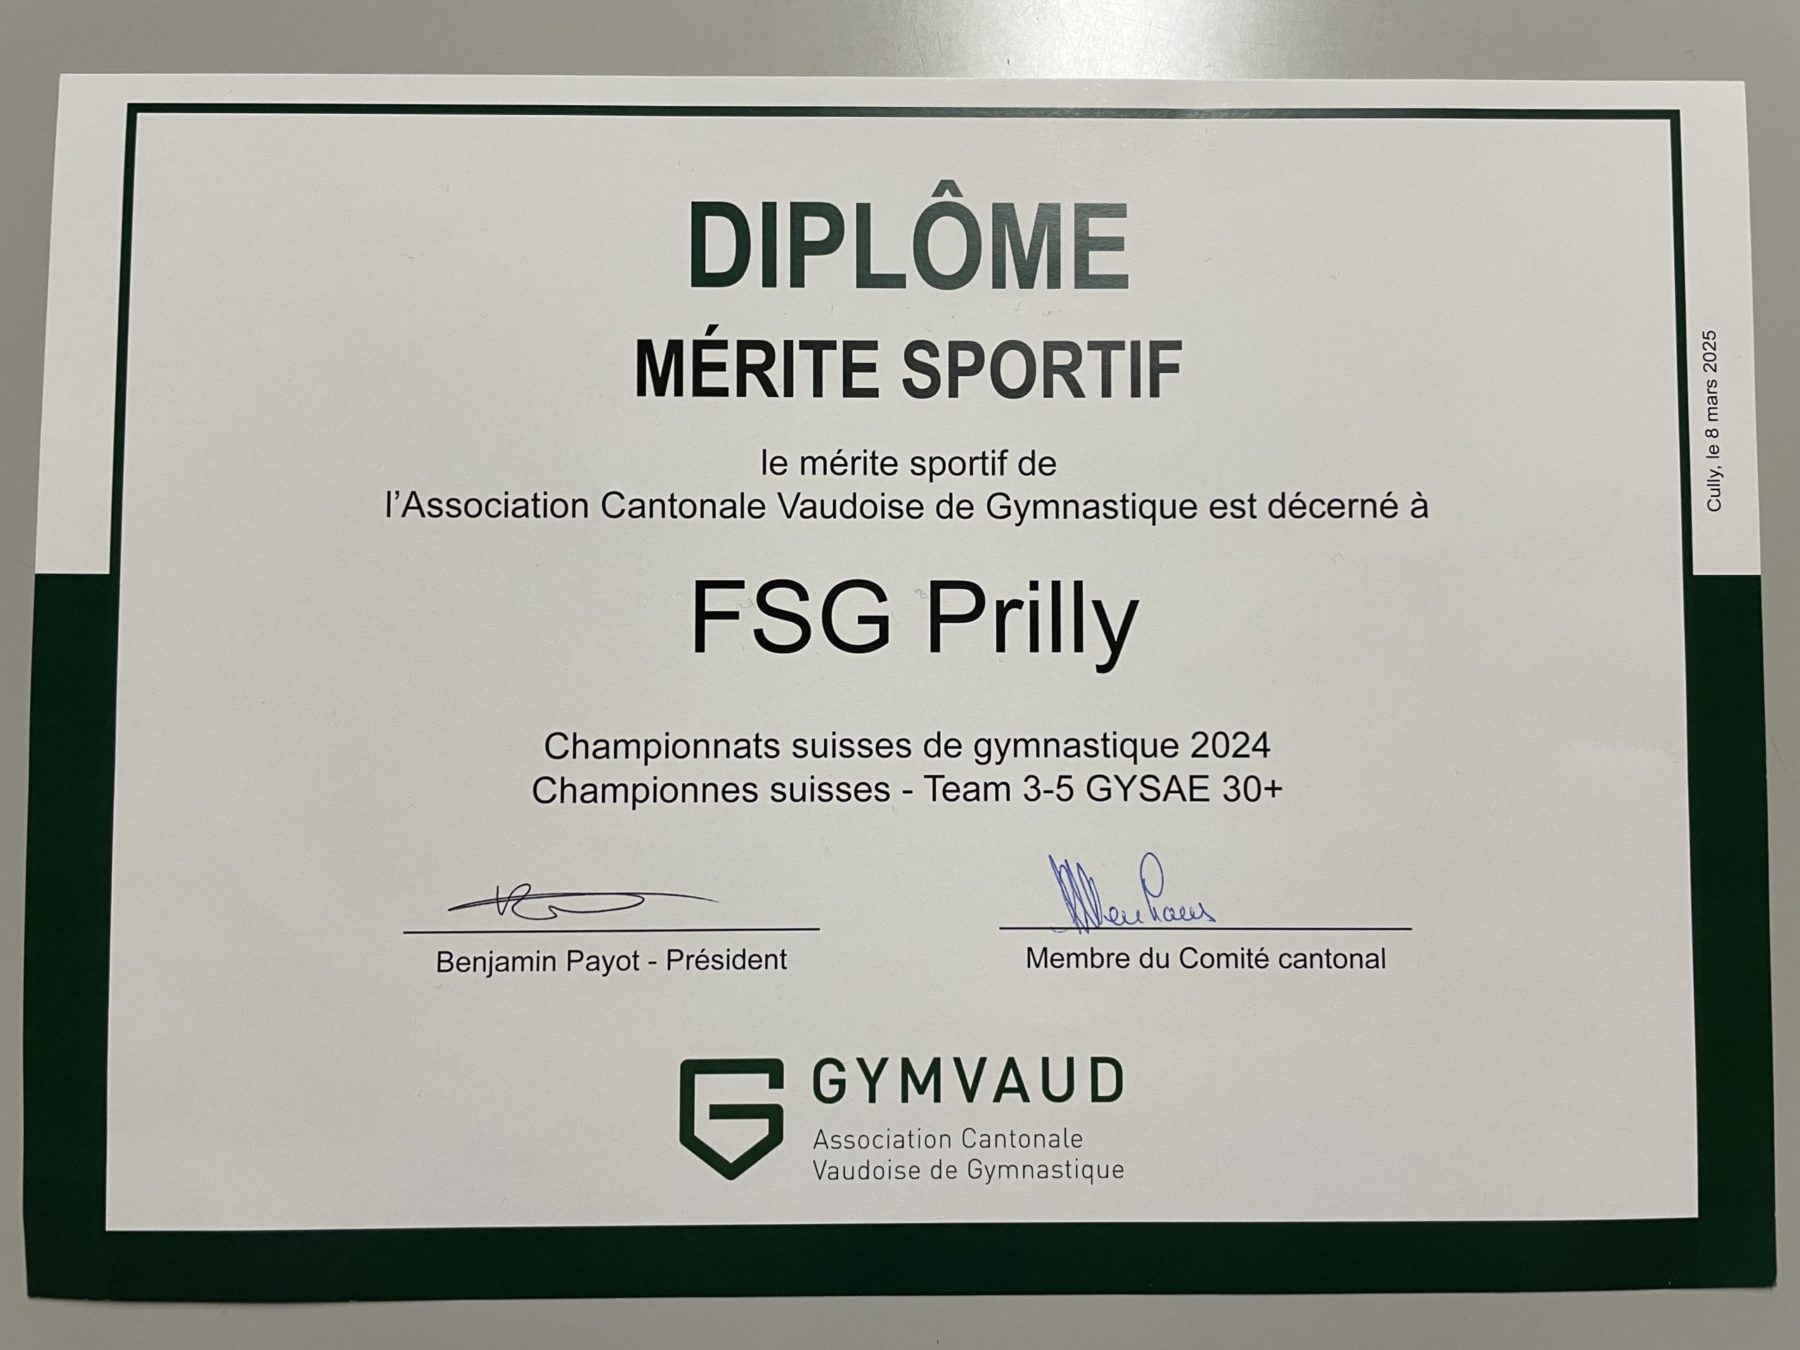 DIPLÔME
MÉRITE SPORTIF
le mérite sportif de
l'Association Cantonale Vaudoise de Gymnastique est décerné à
FSG Prilly
Championnats suisses de gymnastique 2024
Championnes suisses - Team 3-5 GYSAE 30+
Benjamin Payot - Président
Membre du Comité cantonal
GYMVAUD
Association Cantonale
Vaudoise de Gymnastique
Cully, le 8 mars 2025